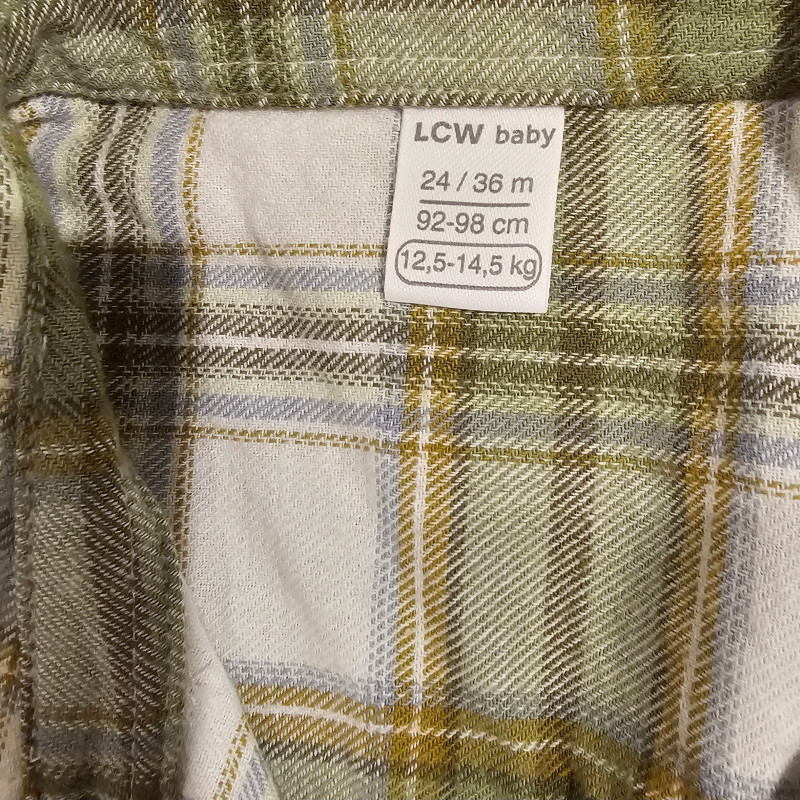 LCW baby
24 / 36 m
92-98 cm
12,5-14,5 kg